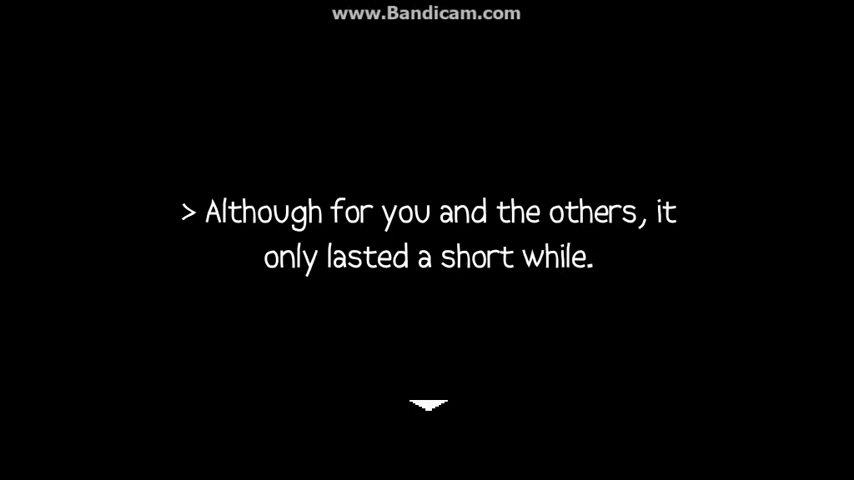 www.Bandicam.com
> Although for you and the others, it
only lasted a short while.